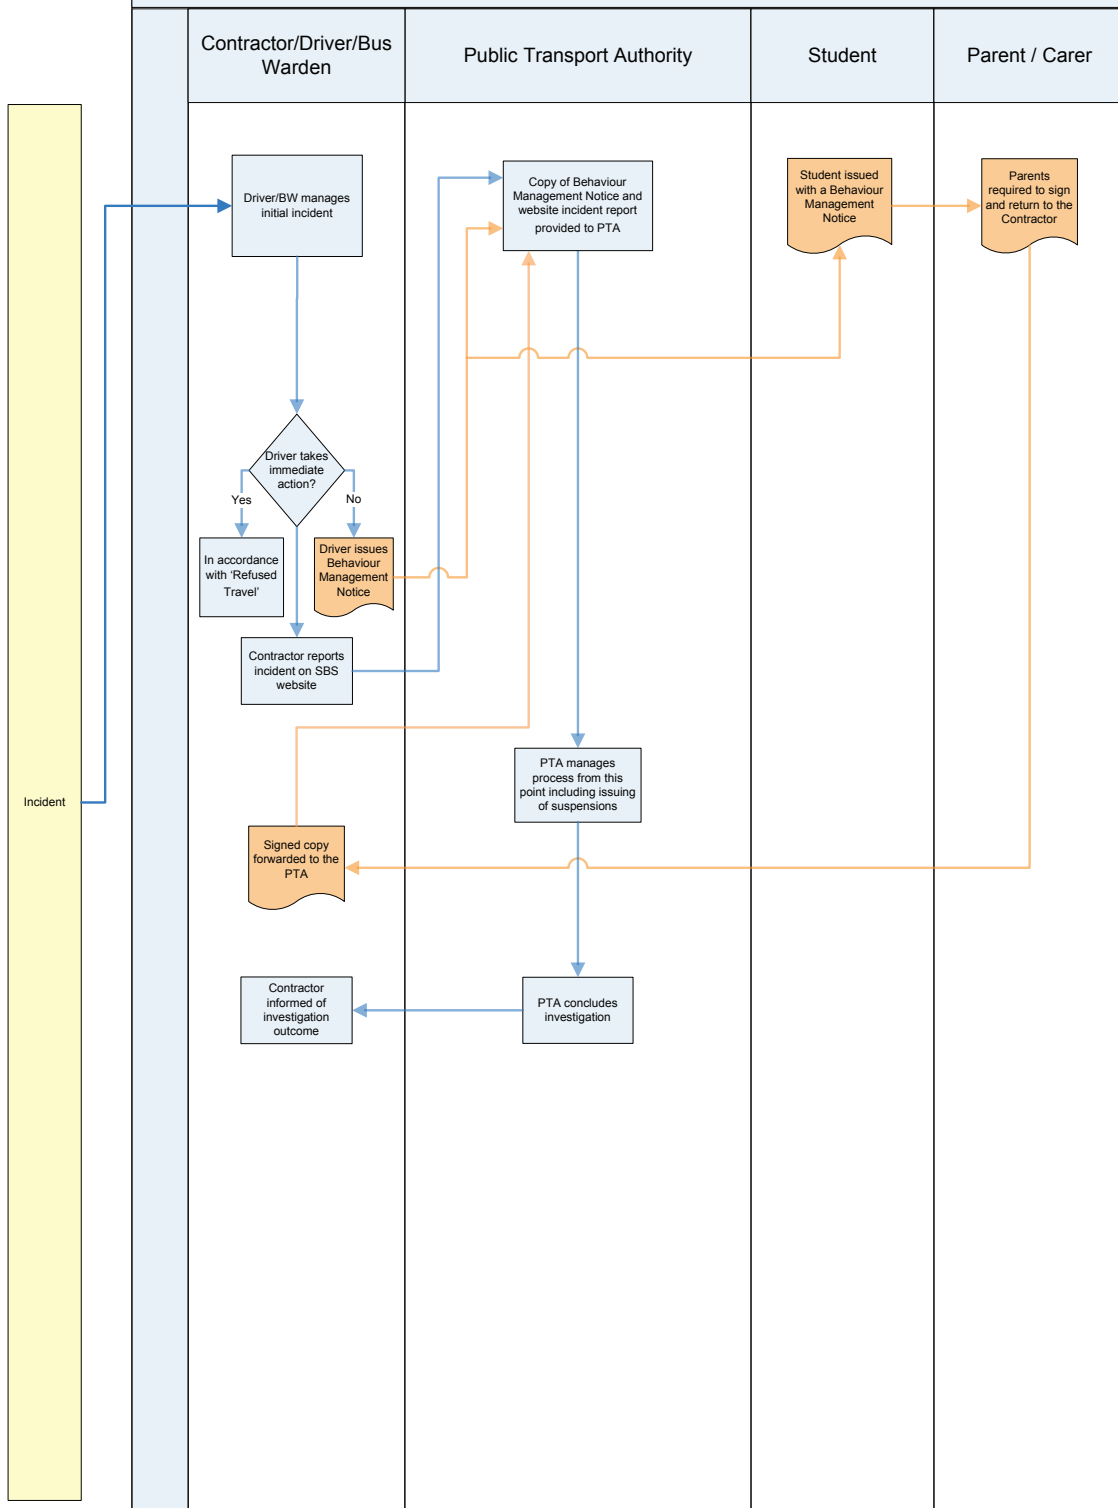 Contractor/Driver/Bus
Warden
Public Transport Authority
Student
Parent / Carer
Driver/BW manages
initial incident
Copy of Behaviour
Management Notice and
website incident report
provided to PTA
Student issued
with a Behaviour
Management
Notice
Parents
required to sign
and return to the
Contractor
Driver takes
immediate
action?
Yes
No
In accordance
with ‘Refused
Travel’
Driver issues
Behaviour
Management
Notice
Contractor reports
incident on SBS
website
PTA manages
process from this
point including issuing
of suspensions
Incident
Signed copy
forwarded to the
PTA
Contractor
informed of
investigation
outcome
PTA concludes
investigation